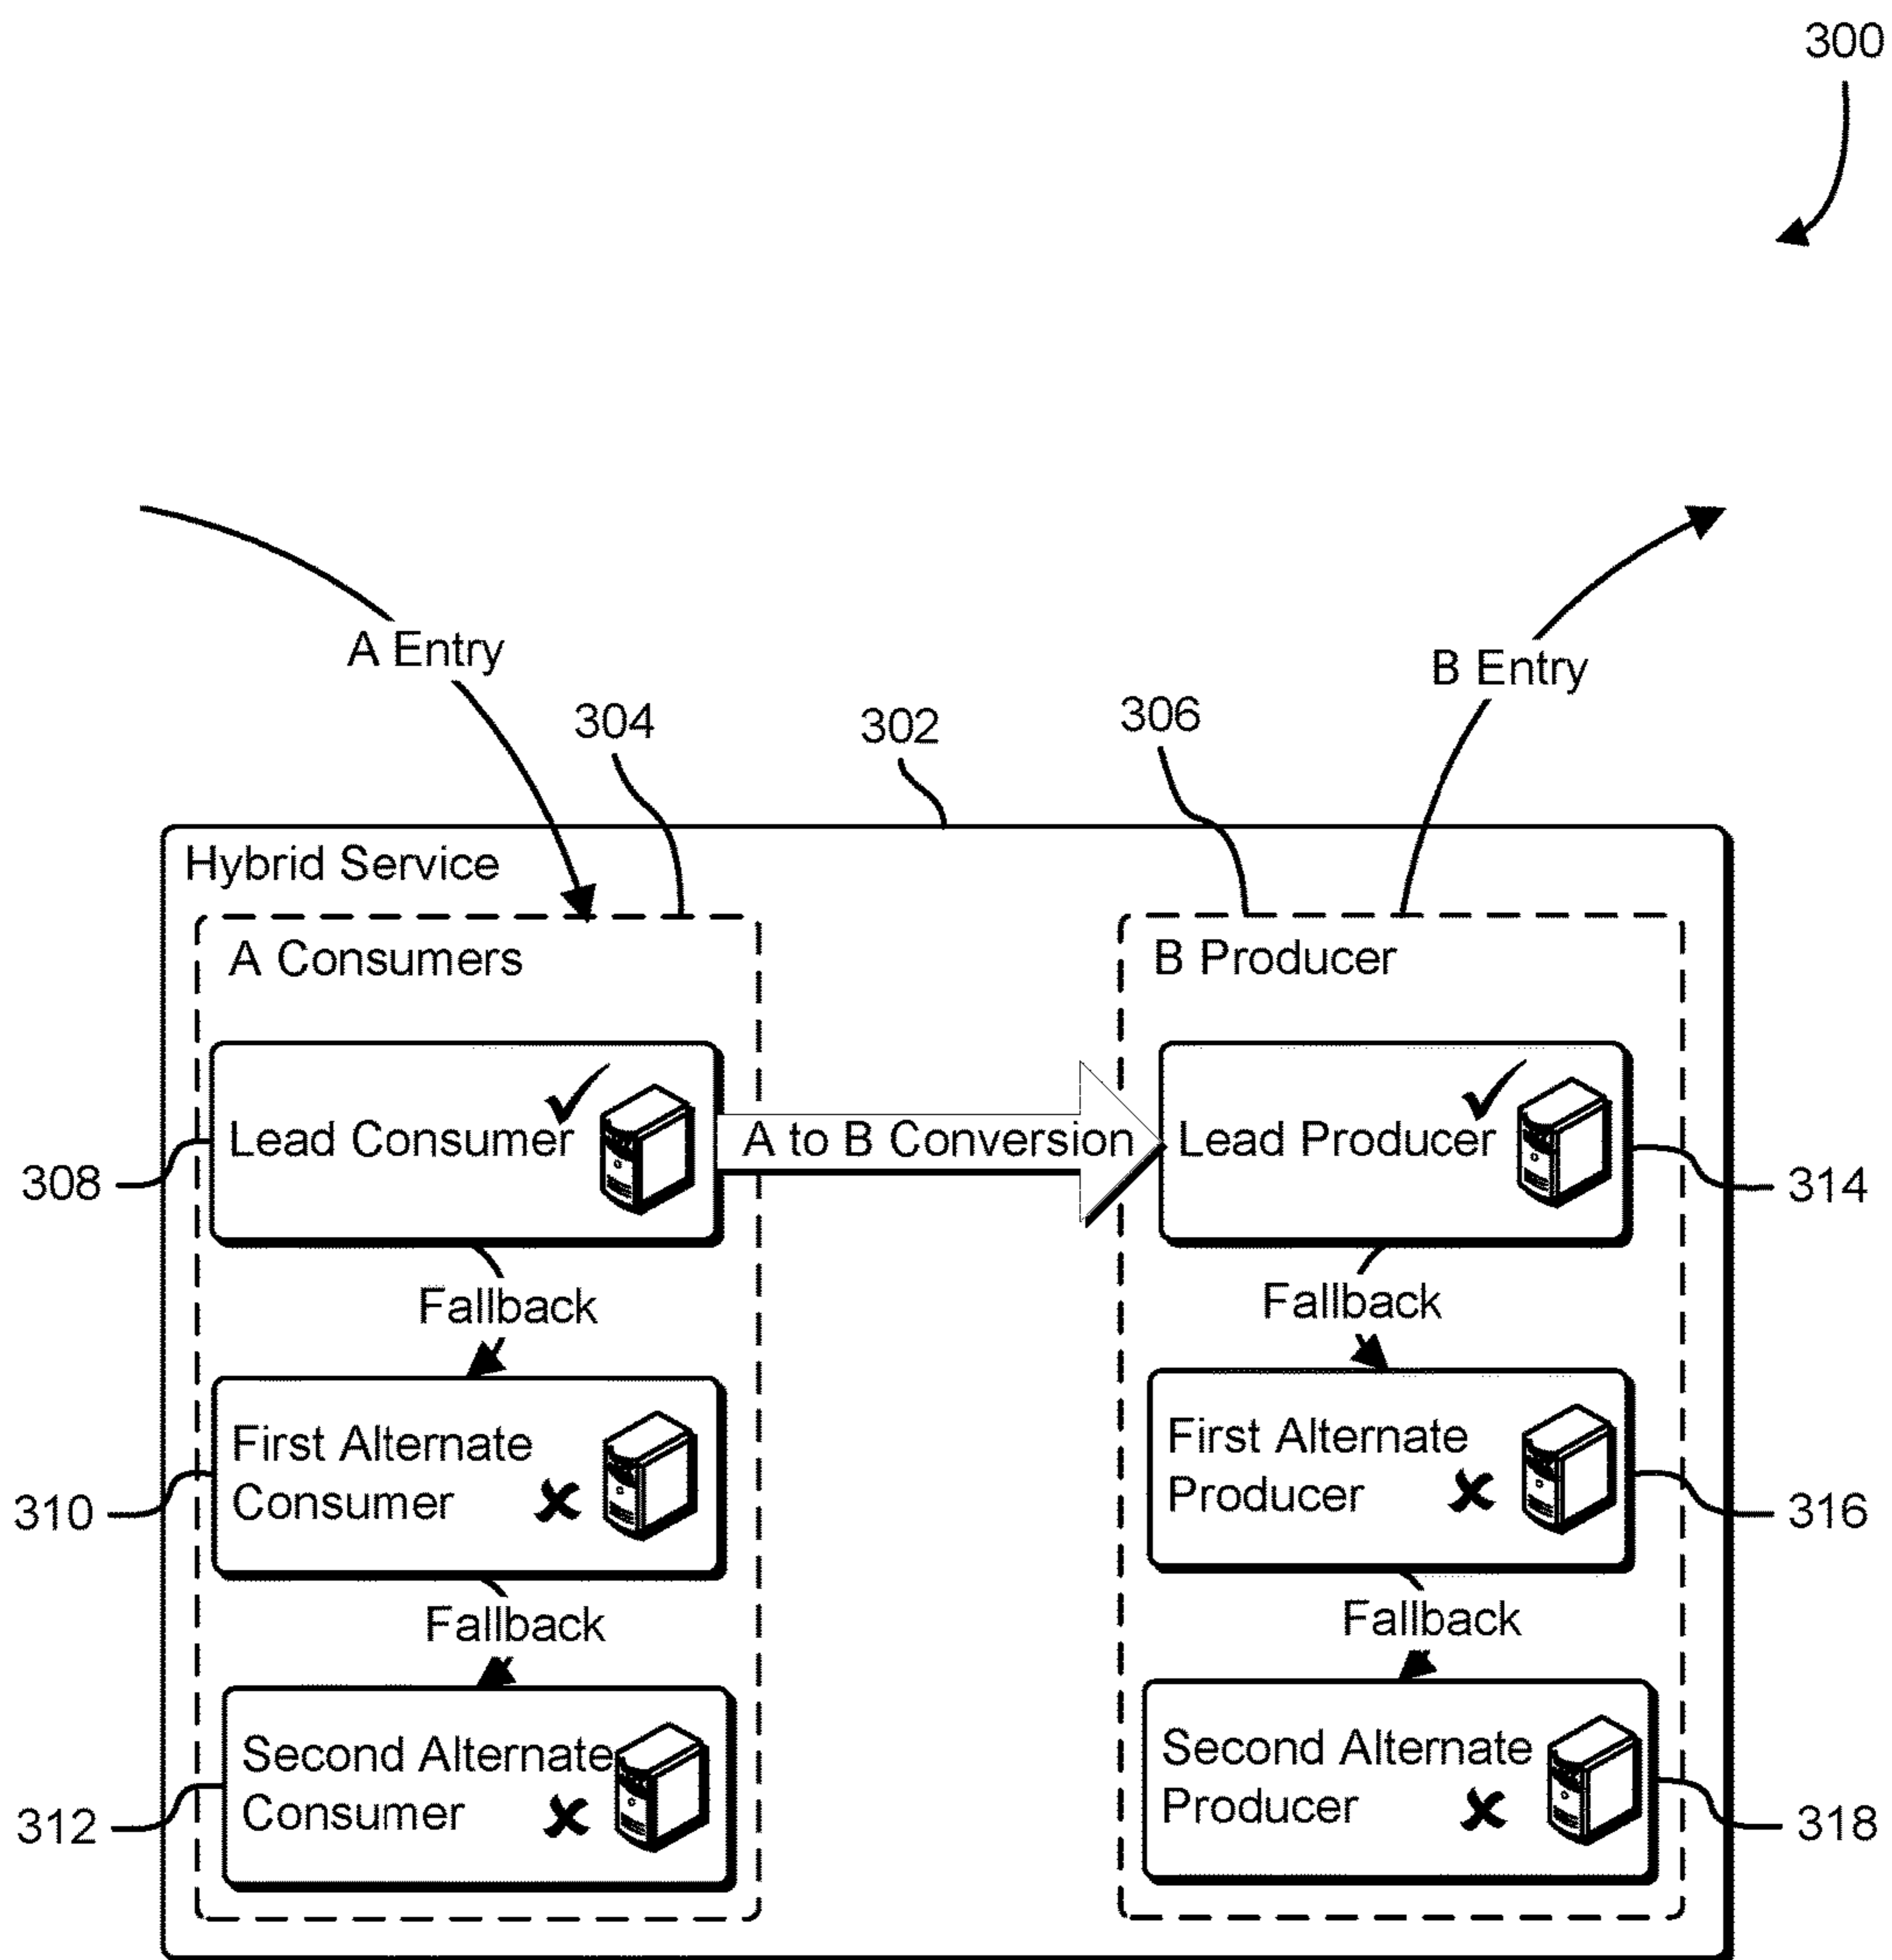 300
A Entry
B Entry
304
302
306
Hybrid Service
A Consumers
B Producer
Lead Consumer
A to B Conversion
Lead Producer
308
314
Fallback
Fallback
First Alternate
Consumer
First Alternate
Producer
310
316
Fallback
Fallback
Second Alternate
Consumer
Second Alternate
Producer
312
318